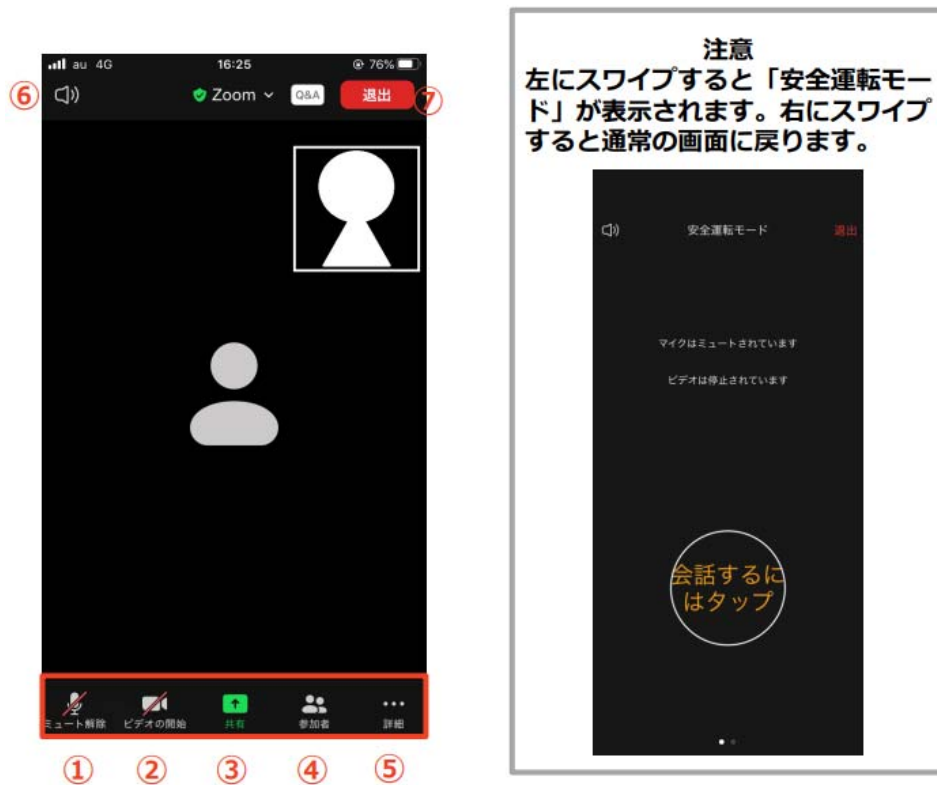 au 4G 16:25 76%
⑥ Zoom Q&A 退出 ⑦
ミュート解除 ビデオの開始 共有 参加者 詳細
① ② ③ ④ ⑤
注意
左にスワイプすると「安全運転モー
ド」が表示されます。右にスワイプ
すると通常の画面に戻ります。
安全運転モード 退出
マイクはミュートされています
ビデオは停止されています
会話するに
はタップ